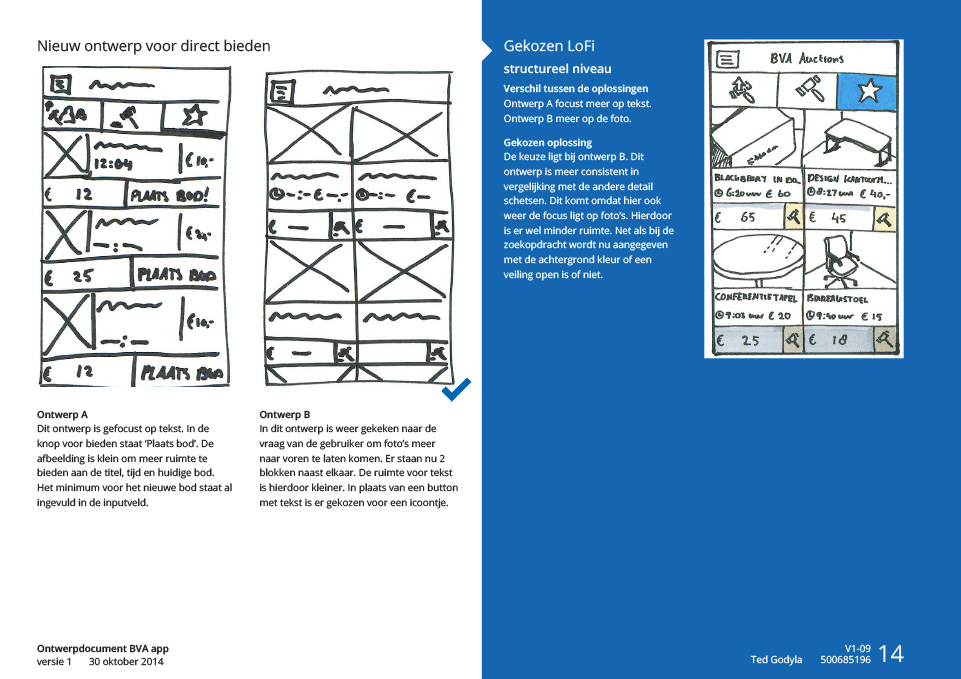 Nieuw ontwerp voor direct bieden
12:04
€10,-
€ 12 PLAATS BOD!
€ 25 PLAATS BOD
€10,-
€ 12 PLAATS BOD
Ontwerp A
Dit ontwerp is gefocust op tekst. In de
knop voor bieden staat ‘Plaats bod’. De
afbeelding is klein om meer ruimte te
bieden aan de titel, tijd en huidige bod.
Het minimum voor het nieuwe bod staat al
ingevuld in de inputveld.
Ontwerp B
In dit ontwerp is weer gekeken naar de
vraag van de gebruiker om foto’s meer
naar voren te laten komen. Er staan nu 2
blokken naast elkaar. De ruimte voor tekst
is hierdoor kleiner. In plaats van een button
met tekst is er gekozen voor een icoontje.
Gekozen LoFi
structureel niveau
Verschil tussen de oplossingen
Ontwerp A focust meer op tekst.
Ontwerp B meer op de foto.
Gekozen oplossing
De keuze ligt bij ontwerp B. Dit
ontwerp is meer consistent in
vergelijking met de andere detail
schetsen. Dit komt omdat hier ook
weer de focus ligt op foto’s. Hierdoor
is er wel minder ruimte. Net als bij de
zoekopdracht wordt nu aangegeven
met de achtergrond kleur of een
veiling open is of niet.
BVA Auctions
BLACKBERRY IN DO.. DESIGN KANTOORM...
6:20 uur € 60 8:27 uur € 40,-
€ 65 € 45
CONFERENTIETAFEL BUREAUSTOEL
9:03 uur € 20 9:40 uur € 15
€ 25 € 18
Ontwerpdocument BVA app
versie 1 30 oktober 2014
V1-09
Ted Godyla 500685196 14